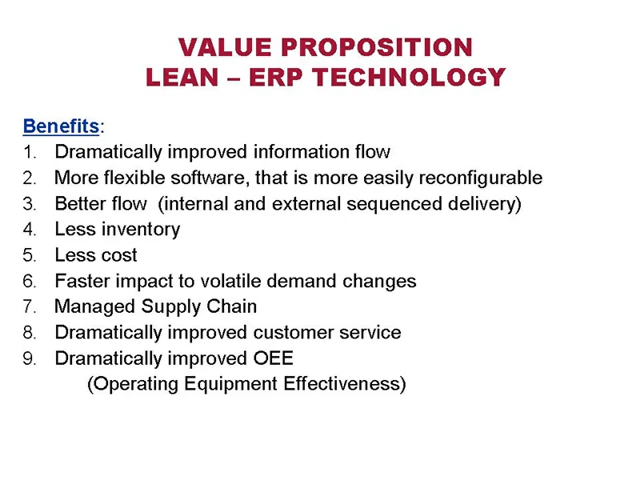 VALUE PROPOSITION
LEAN – ERP TECHNOLOGY
Benefits:
1. Dramatically improved information flow
2. More flexible software, that is more easily reconfigurable
3. Better flow (internal and external sequenced delivery)
4. Less inventory
5. Less cost
6. Faster impact to volatile demand changes
7. Managed Supply Chain
8. Dramatically improved customer service
9. Dramatically improved OEE
(Operating Equipment Effectiveness)